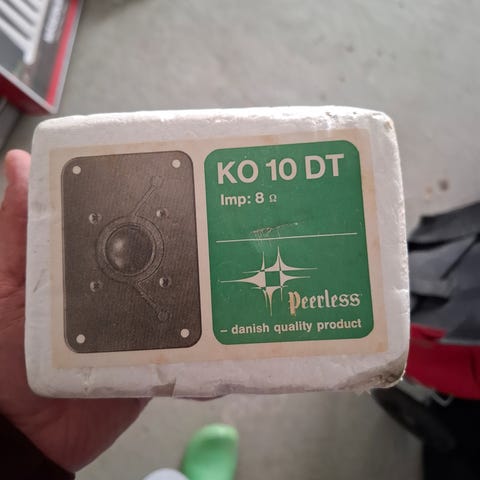 KO 10 DT
Imp: 8 Ω
Peerless
– danish quality product